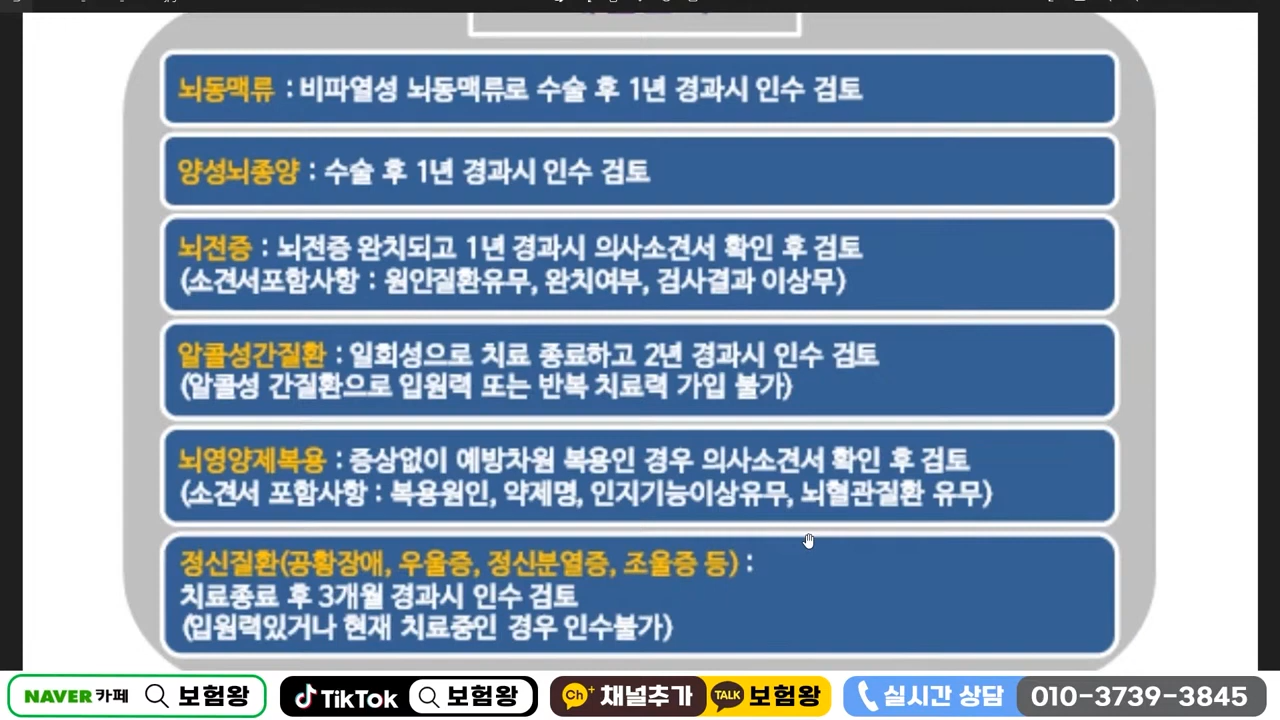 뇌동맥류 : 비파열성 뇌동맥류로 수술 후 1년 경과시 인수 검토
양성뇌종양 : 수술 후 1년 경과시 인수 검토
뇌전증 : 뇌전증 완치되고 1년 경과시 의사소견서 확인 후 검토
(소견서포함사항 : 원인질환유무, 완치여부, 검사결과 이상무)
알콜성간질환 : 일회성으로 치료 종료하고 2년 경과시 인수 검토
(알콜성 간질환으로 입원력 또는 반복 치료력 가입 불가)
뇌영양제복용 : 증상없이 예방차원 복용인 경우 의사소견서 확인 후 검토
(소견서 포함사항 : 복용원인, 약제명, 인지기능이상유무, 뇌혈관질환 유무)
정신질환(공황장애, 우울증, 정신분열증, 조울증 등) :
치료종료 후 3개월 경과시 인수 검토
(입원력있거나 현재 치료중인 경우 인수불가)
NAVER 카페 보험왕 TikTok 보험왕 Ch+ 채널추가 TALK 보험왕 실시간 상담 010-3739-3845